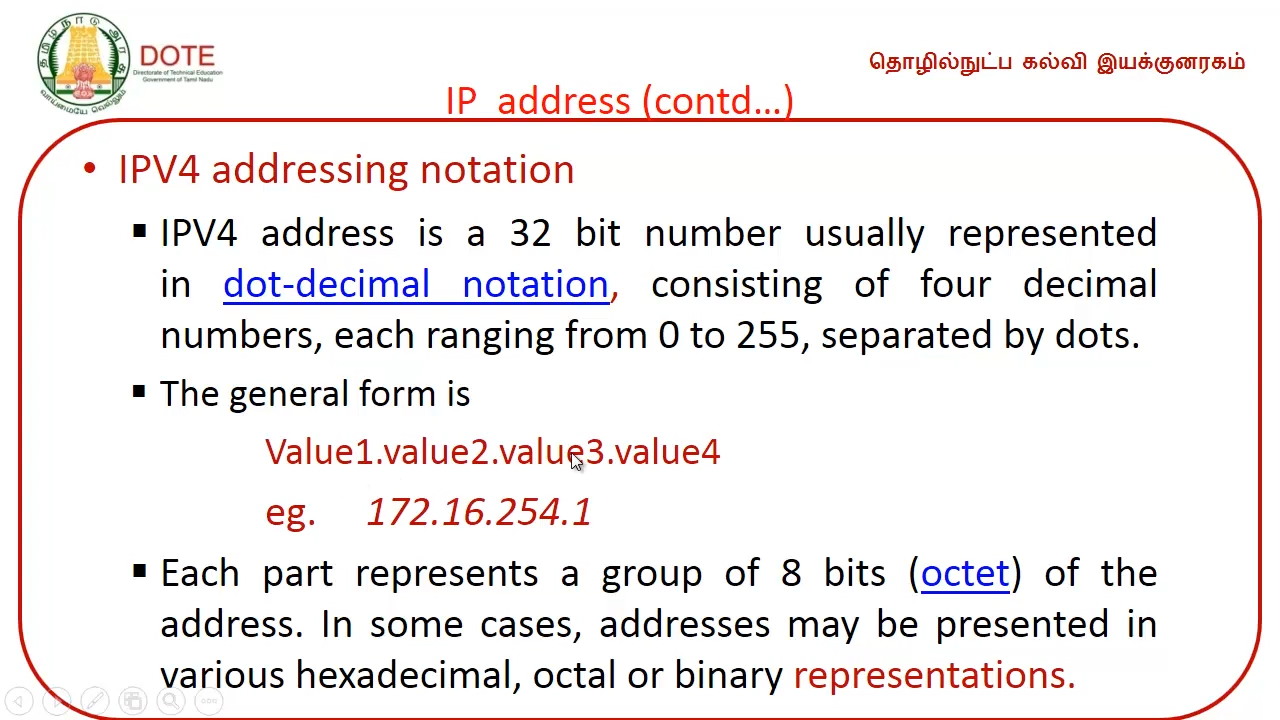 தமிழ்நாடு அரசு
வாய்மையே வெல்லும்
DOTE
Directorate of Technical Education
Government of Tamil Nadu
தொழில்நுட்ப கல்வி இயக்குனரகம்
IP address (contd...)
• IPV4 addressing notation
▪ IPV4 address is a 32 bit number usually represented
in dot-decimal notation, consisting of four decimal
numbers, each ranging from 0 to 255, separated by dots.
▪ The general form is
Value1.value2.value3.value4
eg. 172.16.254.1
▪ Each part represents a group of 8 bits (octet) of the
address. In some cases, addresses may be presented in
various hexadecimal, octal or binary representations.